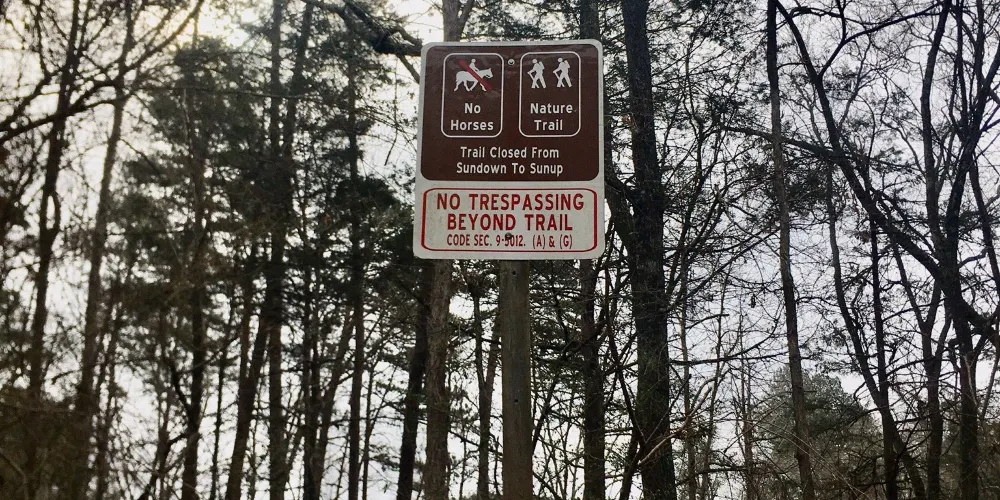 No
Horses
Nature
Trail
Trail Closed From
Sundown To Sunup
NO TRESPASSING
BEYOND TRAIL
CODE SEC. 9-5012. (A) & (G)